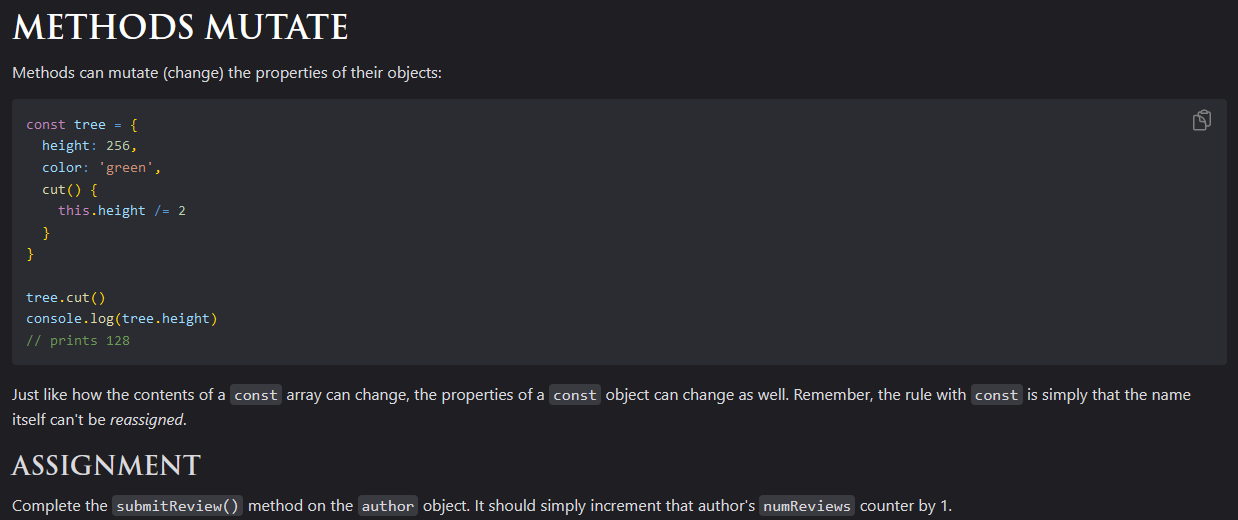 METHODS MUTATE
Methods can mutate (change) the properties of their objects:
const tree = {
  height: 256,
  color: 'green',
  cut() {
    this.height /= 2
  }
}

tree.cut()
console.log(tree.height)
// prints 128
Just like how the contents of a const array can change, the properties of a const object can change as well. Remember, the rule with const is simply that the name
itself can't be reassigned.
ASSIGNMENT
Complete the submitReview() method on the author object. It should simply increment that author's numReviews counter by 1.